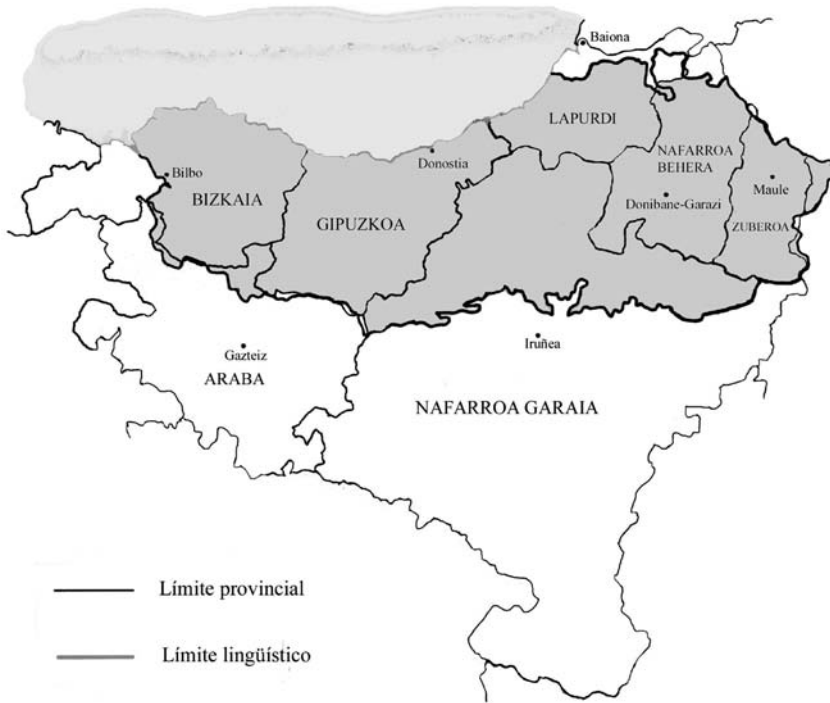 Baiona
LAPURDI
NAFARROA
BEHERA
Donostia
Bilbo
Maule
BIZKAIA
Donibane-Garazi
GIPUZKOA
ZUBEROA
Iruñea
Gazteiz
ARABA
NAFARROA GARAIA
Límite provincial
Límite lingüístico